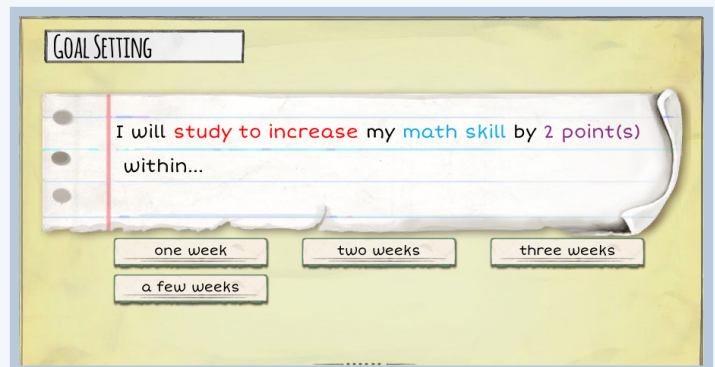 GOAL SETTING
I will study to increase my math skill by 2 point(s)
within...
one week
two weeks
three weeks
a few weeks